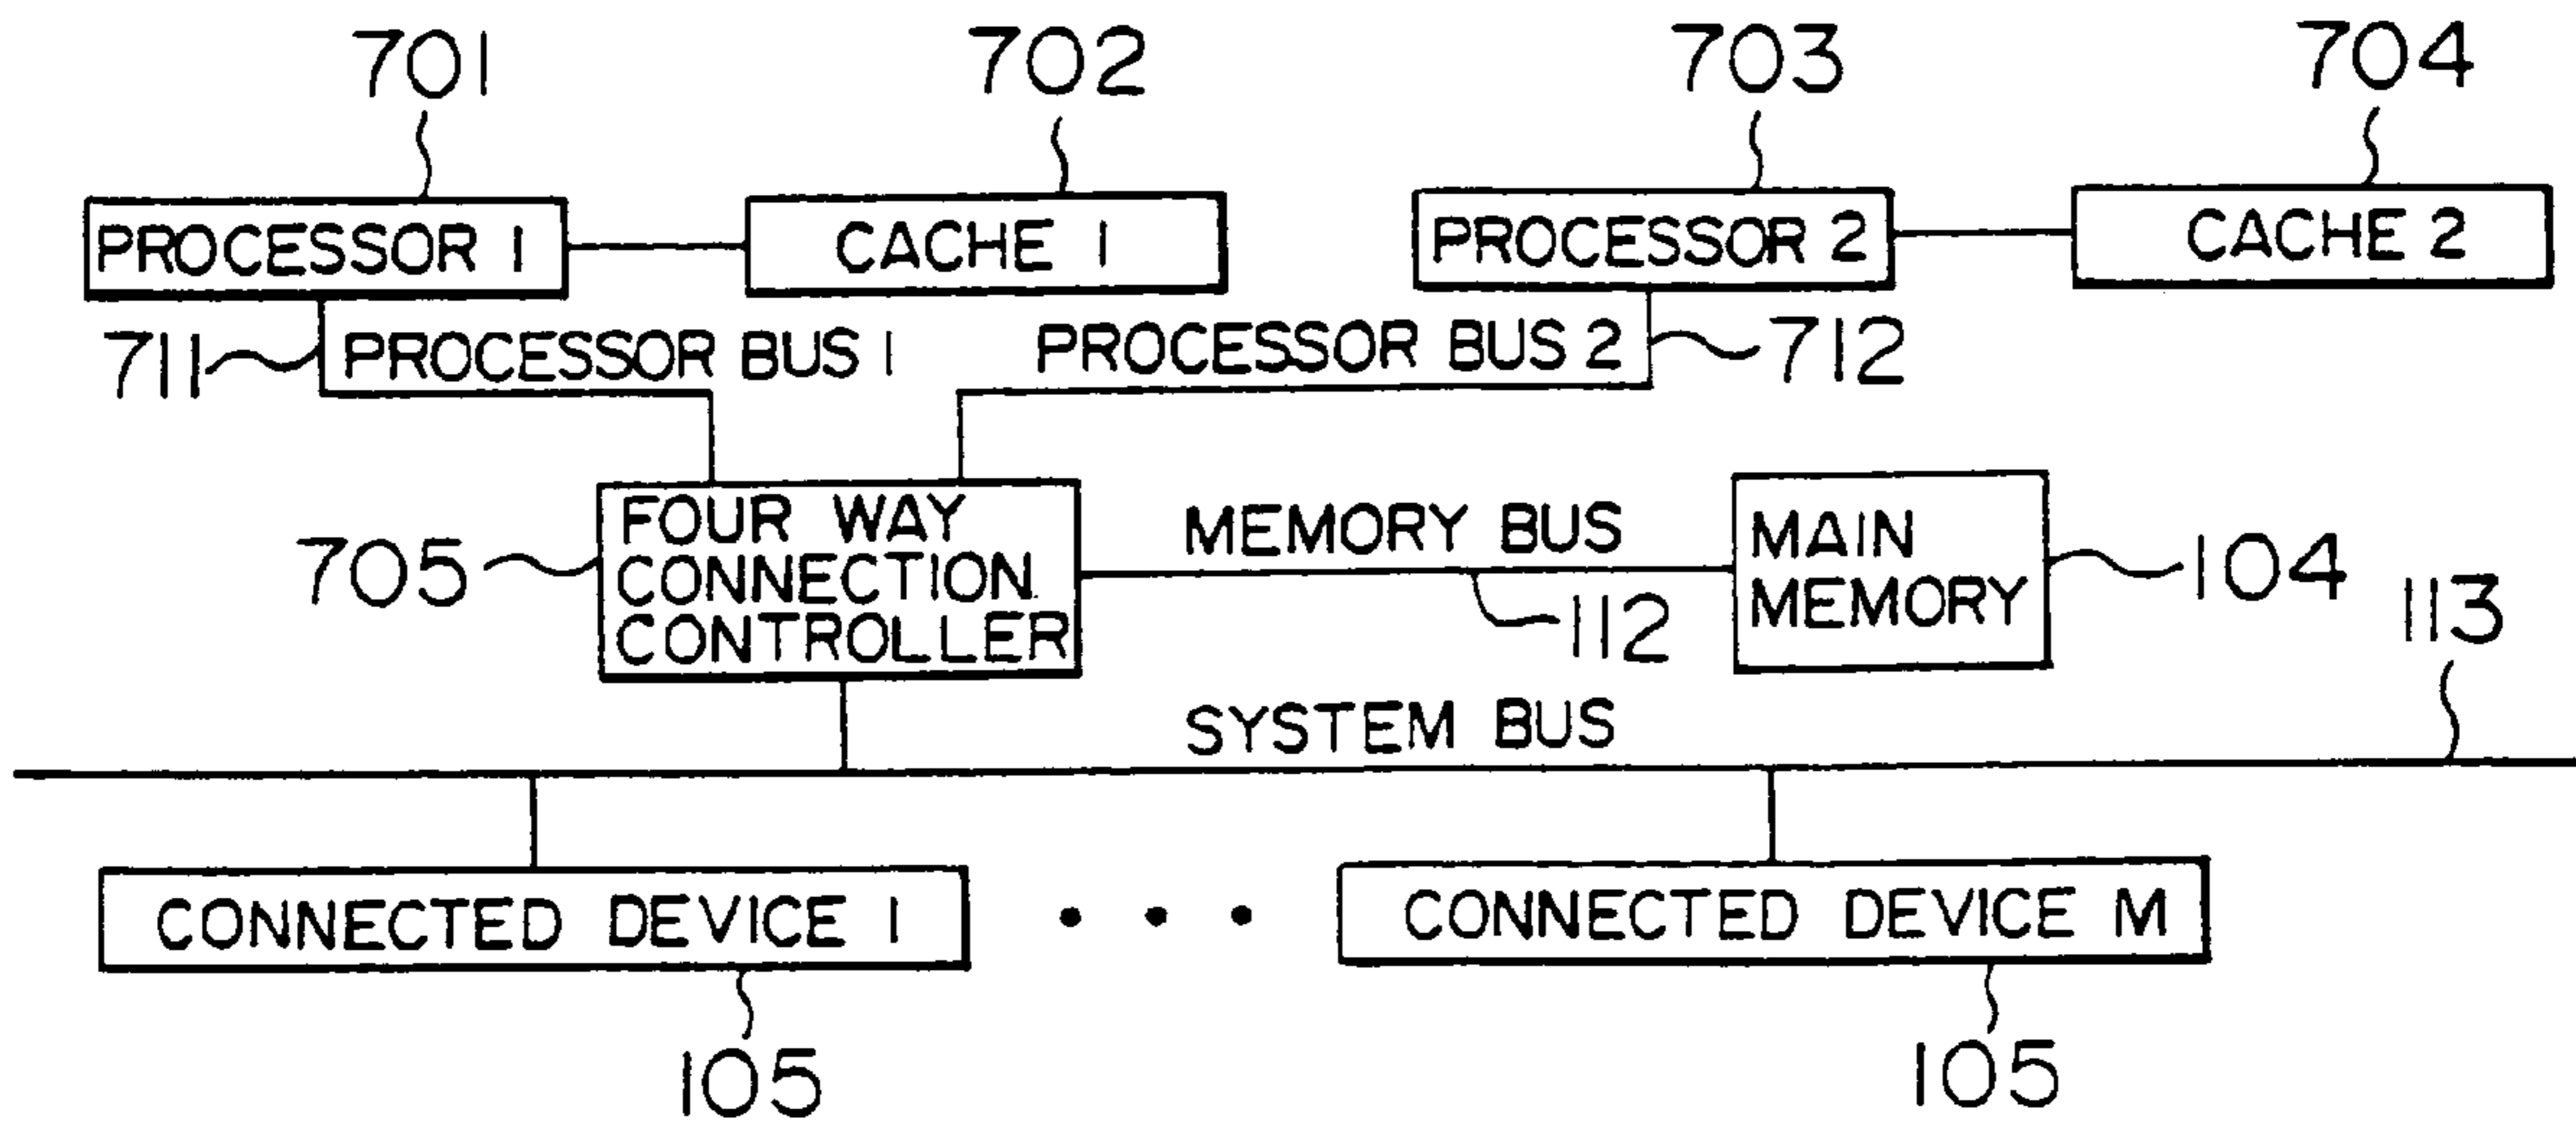 701
702
703
704
PROCESSOR 1
CACHE 1
PROCESSOR 2
CACHE 2
711
PROCESSOR BUS 1
PROCESSOR BUS 2
712
705
FOUR WAY
CONNECTION
CONTROLLER
MEMORY BUS
112
MAIN
MEMORY
104
113
SYSTEM BUS
CONNECTED DEVICE 1
• • •
CONNECTED DEVICE M
105
105